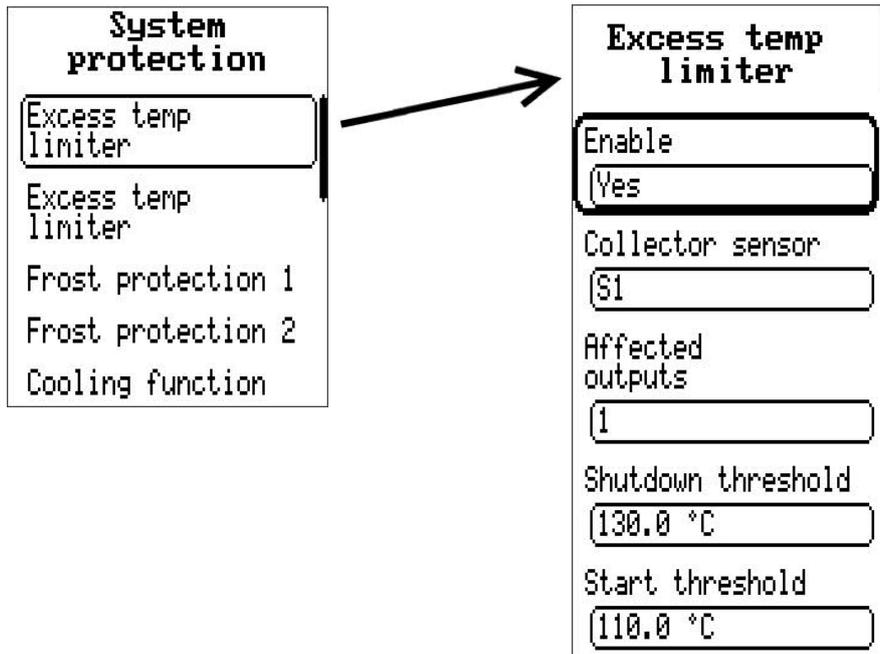 System
protection
Excess temp
limiter
Excess temp
limiter
Frost protection 1
Frost protection 2
Cooling function
Excess temp
limiter
Enable
Yes
Collector sensor
S1
Affected
outputs
1
Shutdown threshold
130.0 °C
Start threshold
110.0 °C